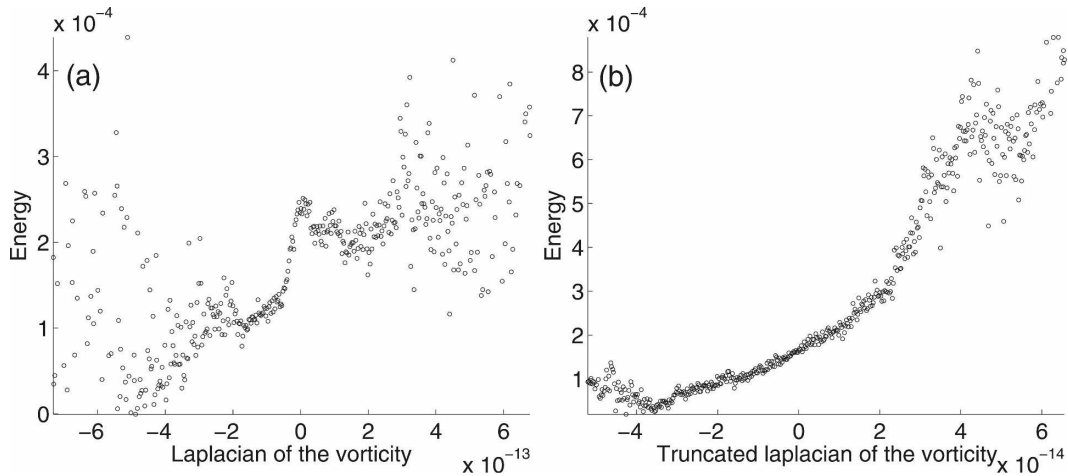 x 10⁻⁴
(a)
4
3
2
1
0
Energy
−6 −4 −2 0 2 4 6
Laplacian of the vorticity
x 10⁻¹³
x 10⁻⁴
(b)
8
7
6
5
4
3
2
1
Energy
−4 −2 0 2 4 6
Truncated laplacian of the vorticity
x 10⁻¹⁴